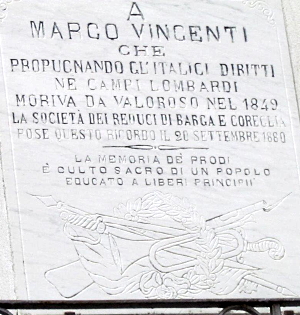 A
MARCO VINCENTI
CHE
PROPUGNANDO GL'ITALICI DIRITTI
NE CAMPI LOMBARDI
MORIVA DA VALOROSO NEL 1849
LA SOCIETÀ DEI REDUCI DI BARGA E COREGLIA
POSE QUESTO RICORDO IL 20 SETTEMBRE 1880
LA MEMORIA DE' PRODI
È CULTO SACRO DI UN POPOLO
EDUCATO A LIBERI PRINCIPII